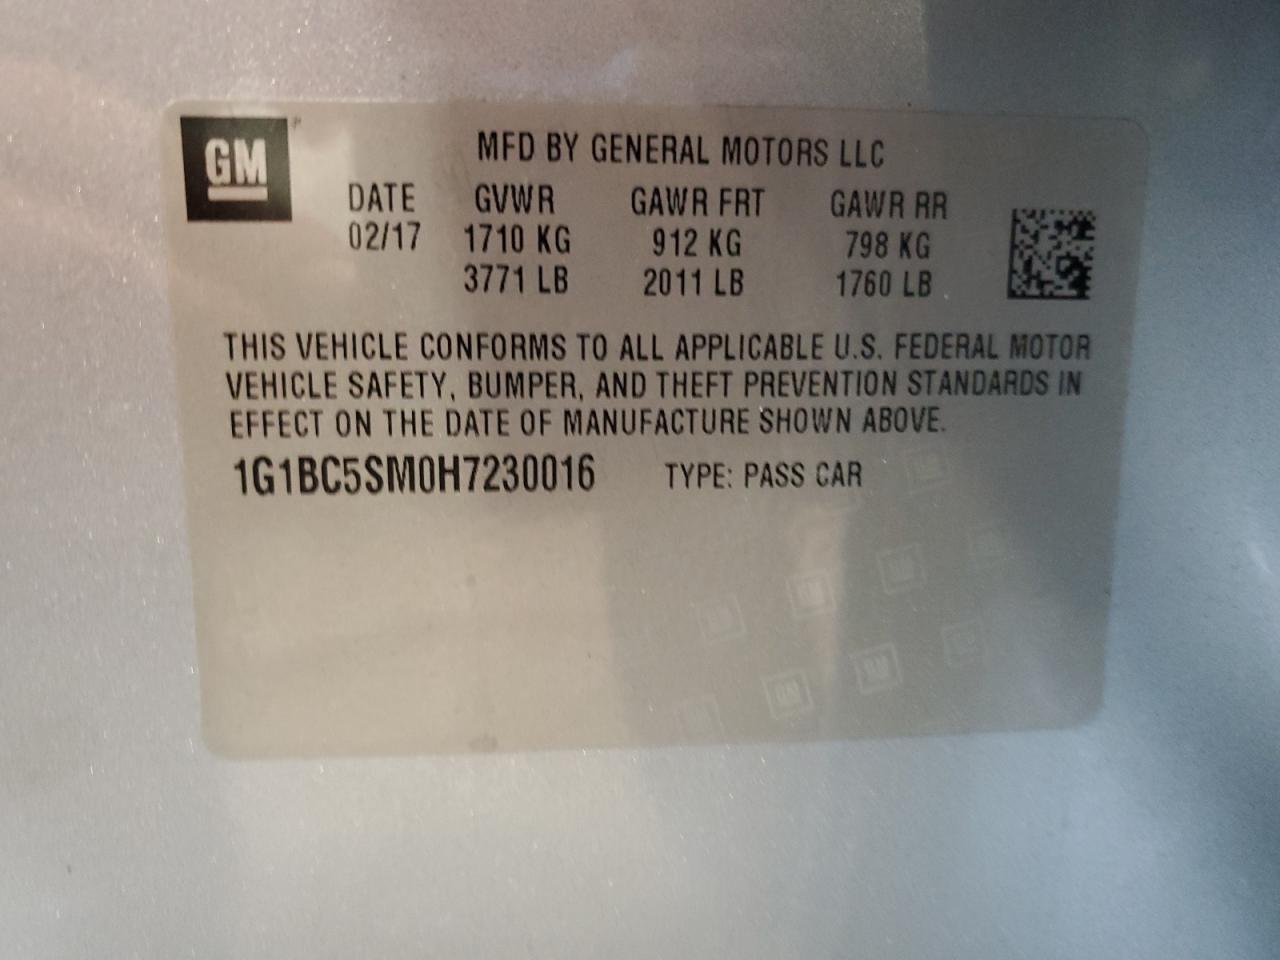 GM
MFD BY GENERAL MOTORS LLC
DATE GVWR GAWR FRT GAWR RR
02/17 1710 KG 912 KG 798 KG
3771 LB 2011 LB 1760 LB
THIS VEHICLE CONFORMS TO ALL APPLICABLE U.S. FEDERAL MOTOR
VEHICLE SAFETY, BUMPER, AND THEFT PREVENTION STANDARDS IN
EFFECT ON THE DATE OF MANUFACTURE SHOWN ABOVE.
1G1BC5SM0H7230016 TYPE: PASS CAR